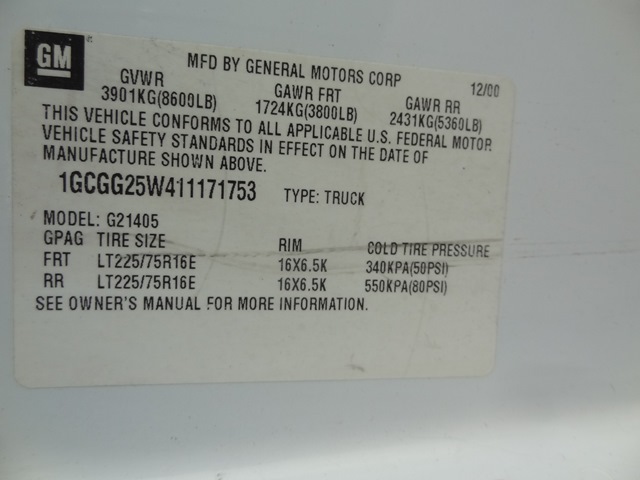 GM
MFD BY GENERAL MOTORS CORP 12/00
GVWR GAWR FRT GAWR RR
3901KG(8600LB) 1724KG(3800LB) 2431KG(5360LB)
THIS VEHICLE CONFORMS TO ALL APPLICABLE U.S. FEDERAL MOTOR
VEHICLE SAFETY STANDARDS IN EFFECT ON THE DATE OF
MANUFACTURE SHOWN ABOVE.
1GCGG25W411171753 TYPE: TRUCK
MODEL: G21405
GPAG TIRE SIZE RIM COLD TIRE PRESSURE
FRT LT225/75R16E 16X6.5K 340KPA(50PSI)
RR LT225/75R16E 16X6.5K 550KPA(80PSI)
SEE OWNER'S MANUAL FOR MORE INFORMATION.